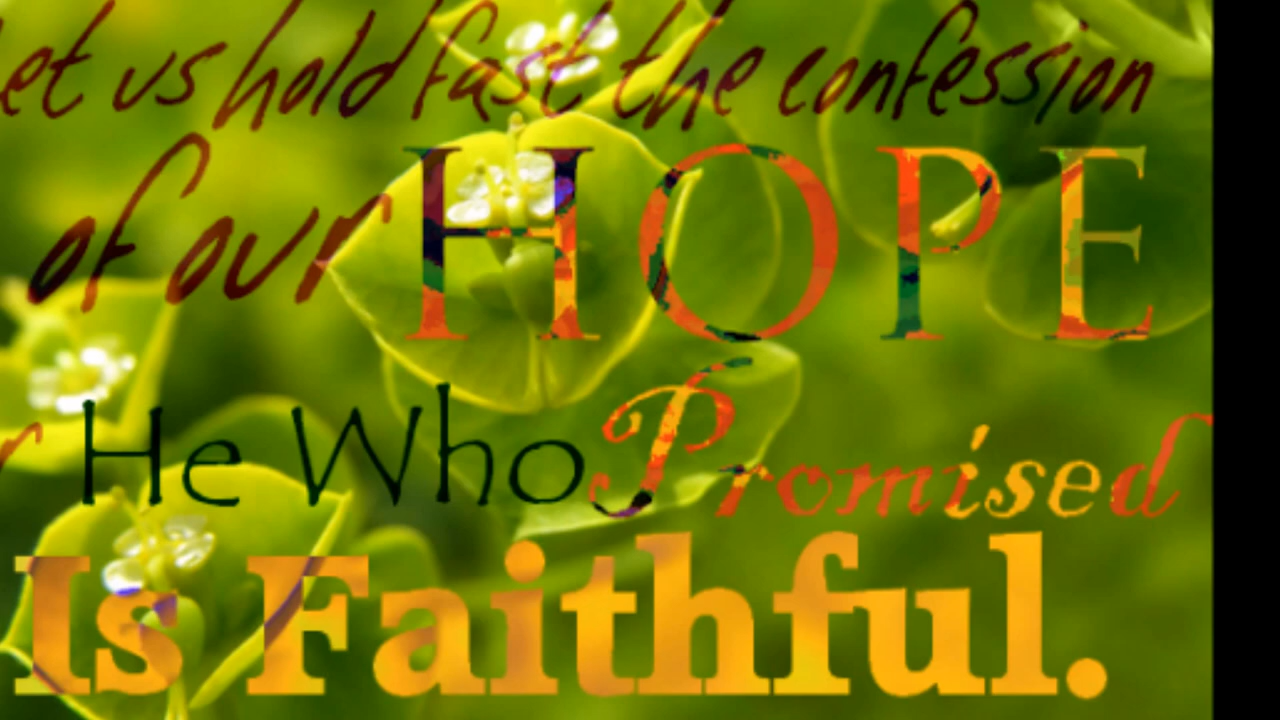 et us hold fast the confession
of our HOPE
r He Who Promised
Is Faithful.